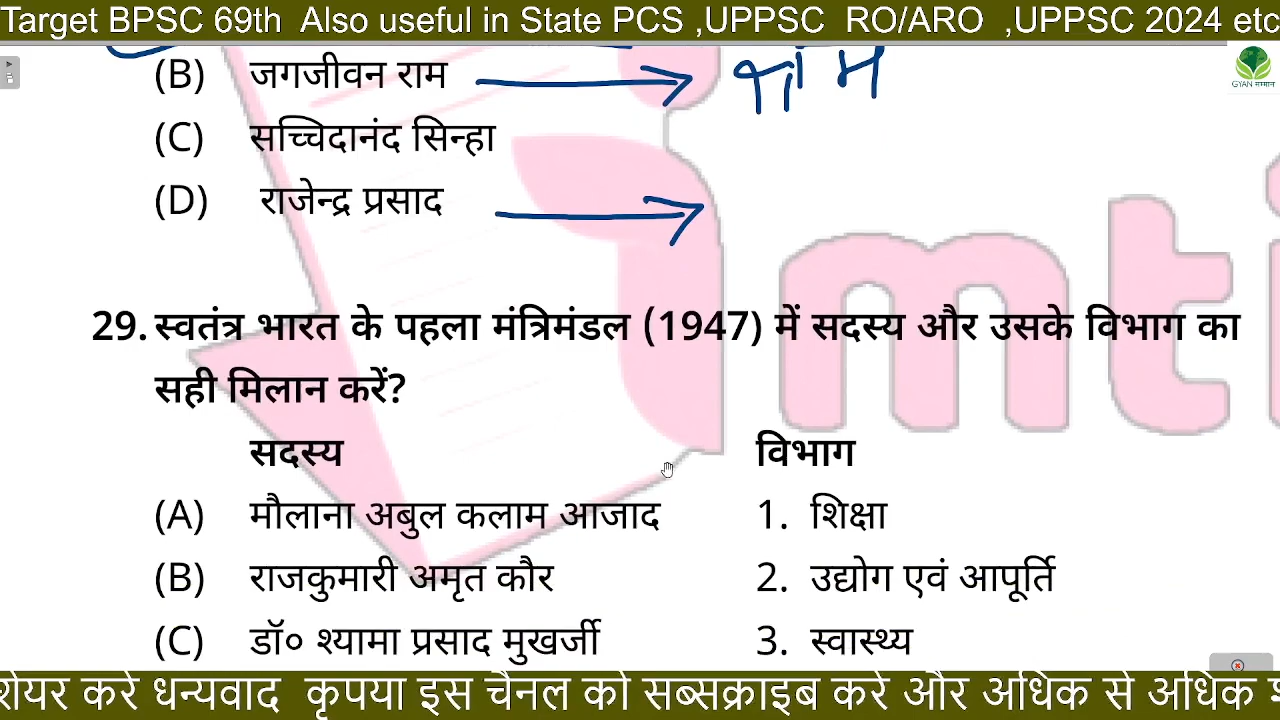 Target BPSC 69th Also useful in State PCS ,UPPSC RO/ARO ,UPPSC 2024 etc
GYAN सम्मान
(B) जगजीवन राम
(C) सच्चिदानंद सिन्हा
(D) राजेन्द्र प्रसाद
29. स्वतंत्र भारत के पहला मंत्रिमंडल (1947) में सदस्य और उसके विभाग का
सही मिलान करें?
सदस्य विभाग
(A) मौलाना अबुल कलाम आजाद 1. शिक्षा
(B) राजकुमारी अमृत कौर 2. उद्योग एवं आपूर्ति
(C) डॉ० श्यामा प्रसाद मुखर्जी 3. स्वास्थ्य
शेयर करे धन्यवाद कृपया इस चैनल को सब्सक्राइब करे और अधिक से अधिक